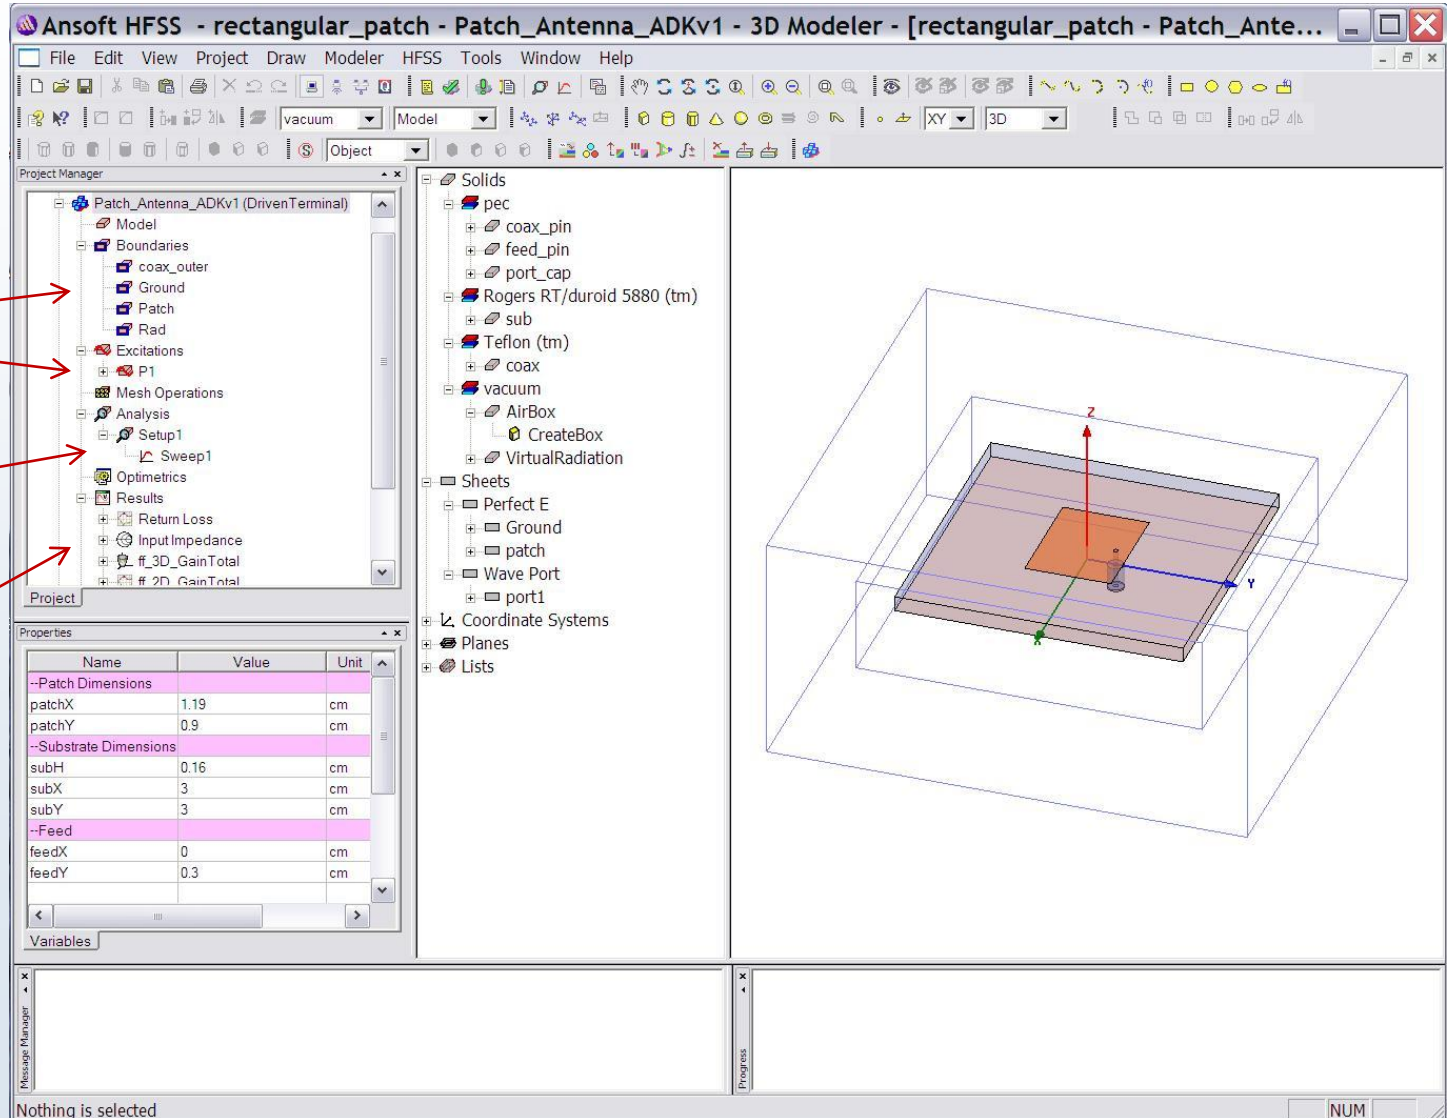 Ansoft HFSS - rectangular_patch - Patch_Antenna_ADKv1 - 3D Modeler - [rectangular_patch - Patch_Ante...
File Edit View Project Draw Modeler HFSS Tools Window Help
vacuum Model XY 3D
Object
Project Manager
Patch_Antenna_ADKv1 (DrivenTerminal)
Model
Boundaries
coax_outer
Ground
Patch
Rad
Excitations
P1
Mesh Operations
Analysis
Setup1
Sweep1
Optimetrics
Results
Return Loss
Input Impedance
ff_3D_GainTotal
ff_2D_GainTotal
Project
Properties
Name Value Unit
--Patch Dimensions
patchX 1.19 cm
patchY 0.9 cm
--Substrate Dimensions
subH 0.16 cm
subX 3 cm
subY 3 cm
--Feed
feedX 0 cm
feedY 0.3 cm
Variables
Solids
pec
coax_pin
feed_pin
port_cap
Rogers RT/duroid 5880 (tm)
sub
Teflon (tm)
coax
vacuum
AirBox
CreateBox
VirtualRadiation
Sheets
Perfect E
Ground
patch
Wave Port
port1
Coordinate Systems
Planes
Lists
Z
Y
X
Message Manager
Progress
Nothing is selected
NUM